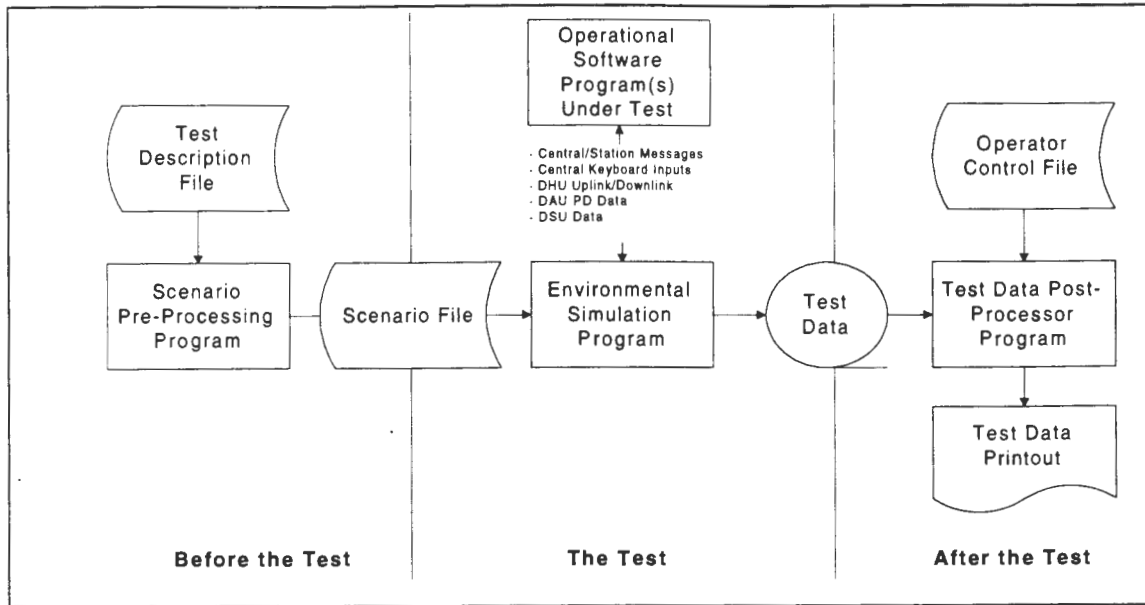 Test
Description
File
Scenario
Pre-Processing
Program
Scenario File
Before the Test
Operational
Software
Program(s)
Under Test
- Central/Station Messages
- Central Keyboard Inputs
- DHU Uplink/Downlink
- DAU PD Data
- DSU Data
Environmental
Simulation
Program
The Test
Test
Data
Operator
Control File
Test Data Post-
Processor
Program
Test Data
Printout
After the Test